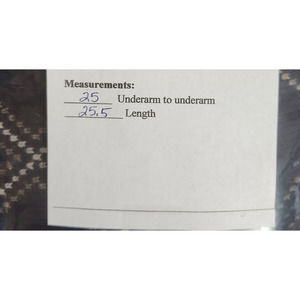 Measurements:
25 Underarm to underarm
25.5 Length